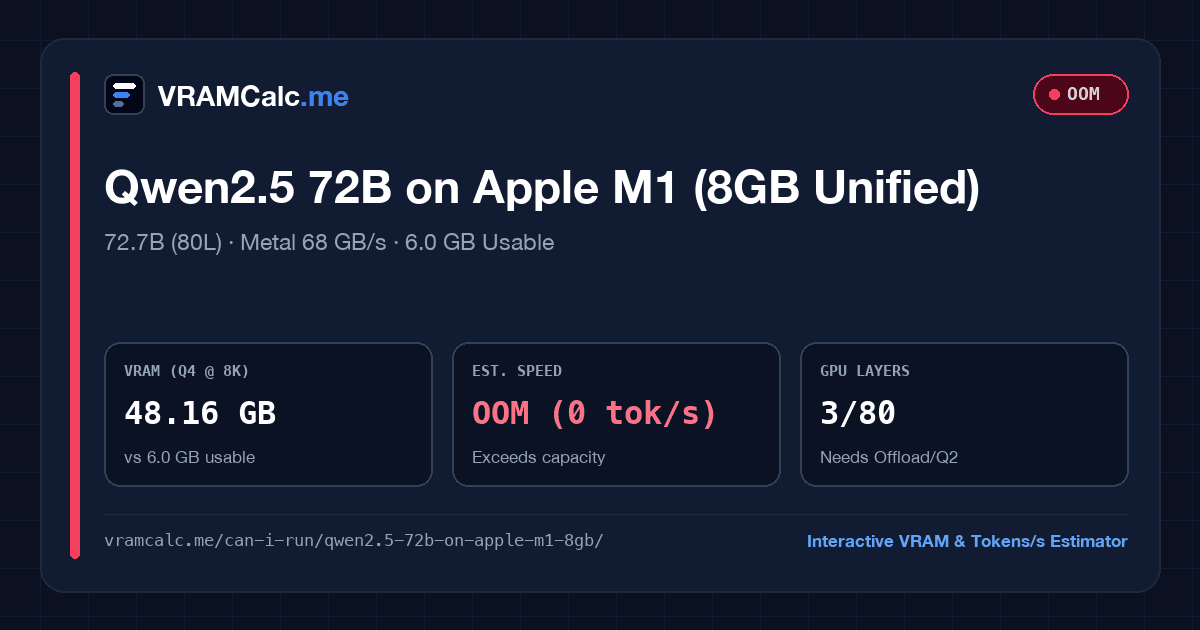 VRAMCalc.me
OOM
Qwen2.5 72B on Apple M1 (8GB Unified)
72.7B (80L) · Metal 68 GB/s · 6.0 GB Usable
VRAM (Q4 @ 8K)
48.16 GB
vs 6.0 GB usable
EST. SPEED
OOM (0 tok/s)
Exceeds capacity
GPU LAYERS
3/80
Needs Offload/Q2
vramcalc.me/can-i-run/qwen2.5-72b-on-apple-m1-8gb/
Interactive VRAM & Tokens/s Estimator